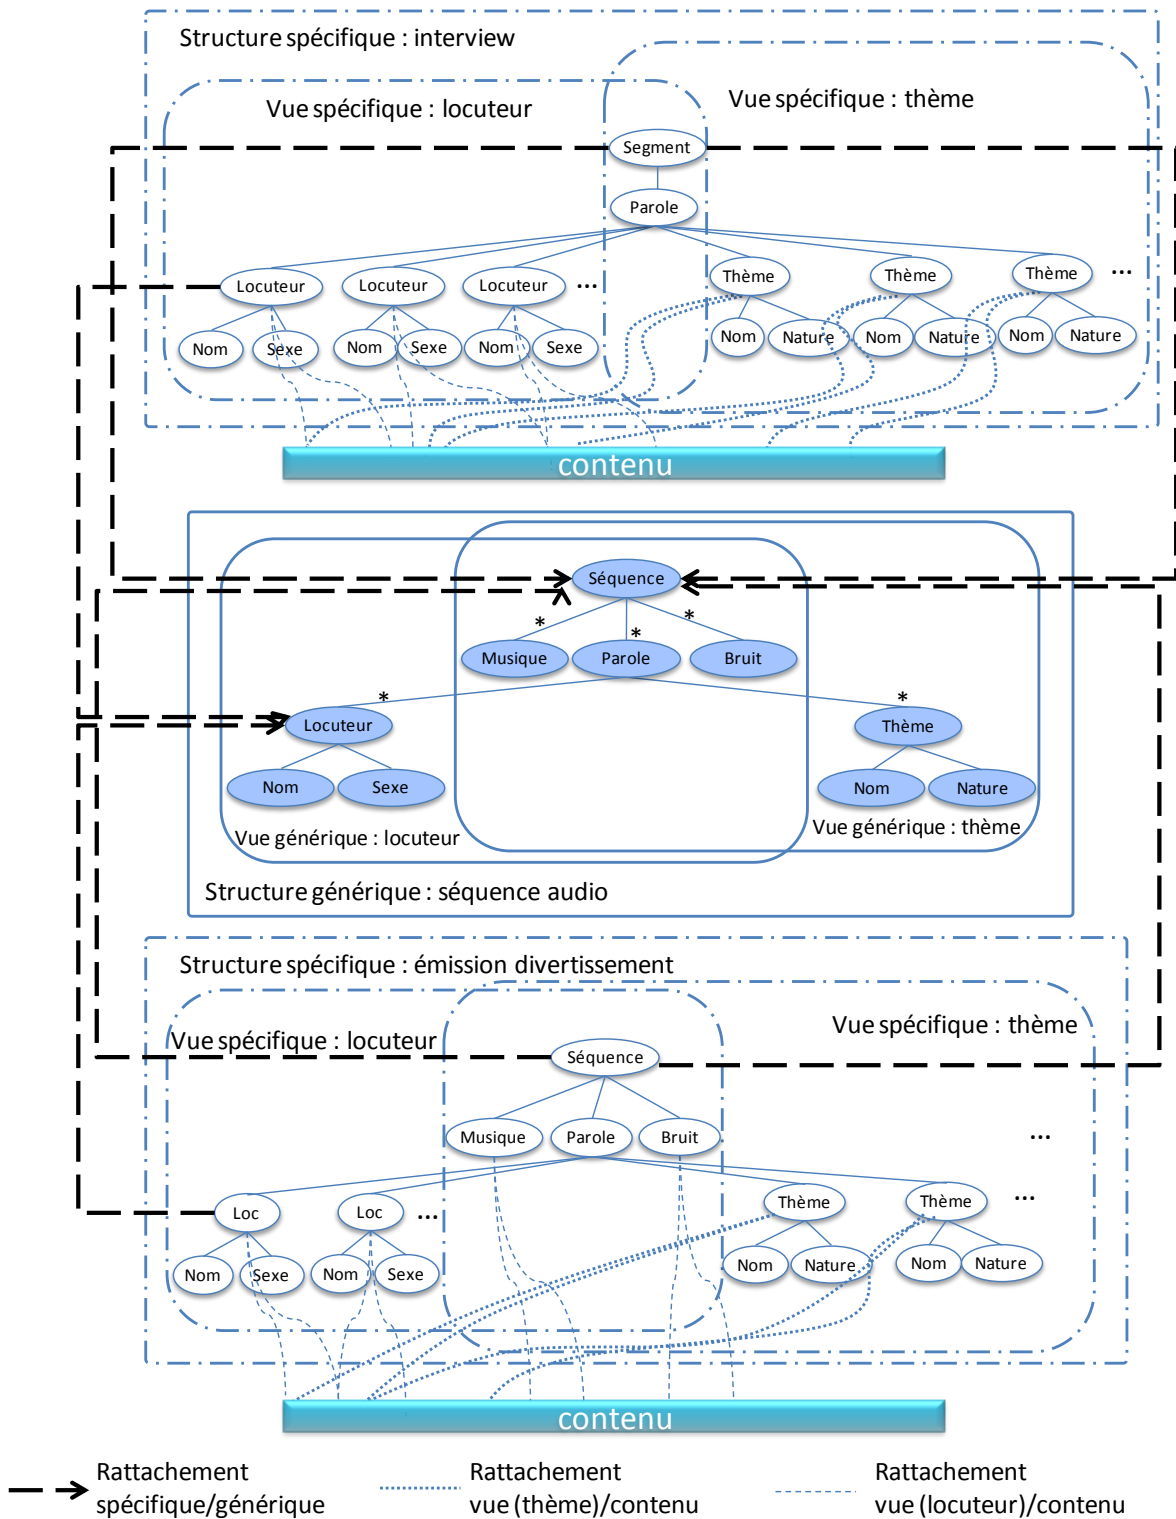 Structure spécifique : interview
Vue spécifique : locuteur
Vue spécifique : thème
Segment
Parole
Locuteur Locuteur Locuteur ... Thème Thème Thème ...
Nom Sexe Nom Sexe Nom Sexe Nom Nature Nom Nature Nom Nature
contenu
Séquence
* * *
Musique Parole Bruit
* *
Locuteur Thème
Nom Sexe Nom Nature
Vue générique : locuteur
Vue générique : thème
Structure générique : séquence audio
Structure spécifique : émission divertissement
Vue spécifique : locuteur
Vue spécifique : thème
Séquence
Musique Parole Bruit ...
Loc Loc ... Thème Thème ...
Nom Sexe Nom Sexe Nom Nature Nom Nature
contenu
Rattachement
spécifique/générique
Rattachement
vue (thème)/contenu
Rattachement
vue (locuteur)/contenu